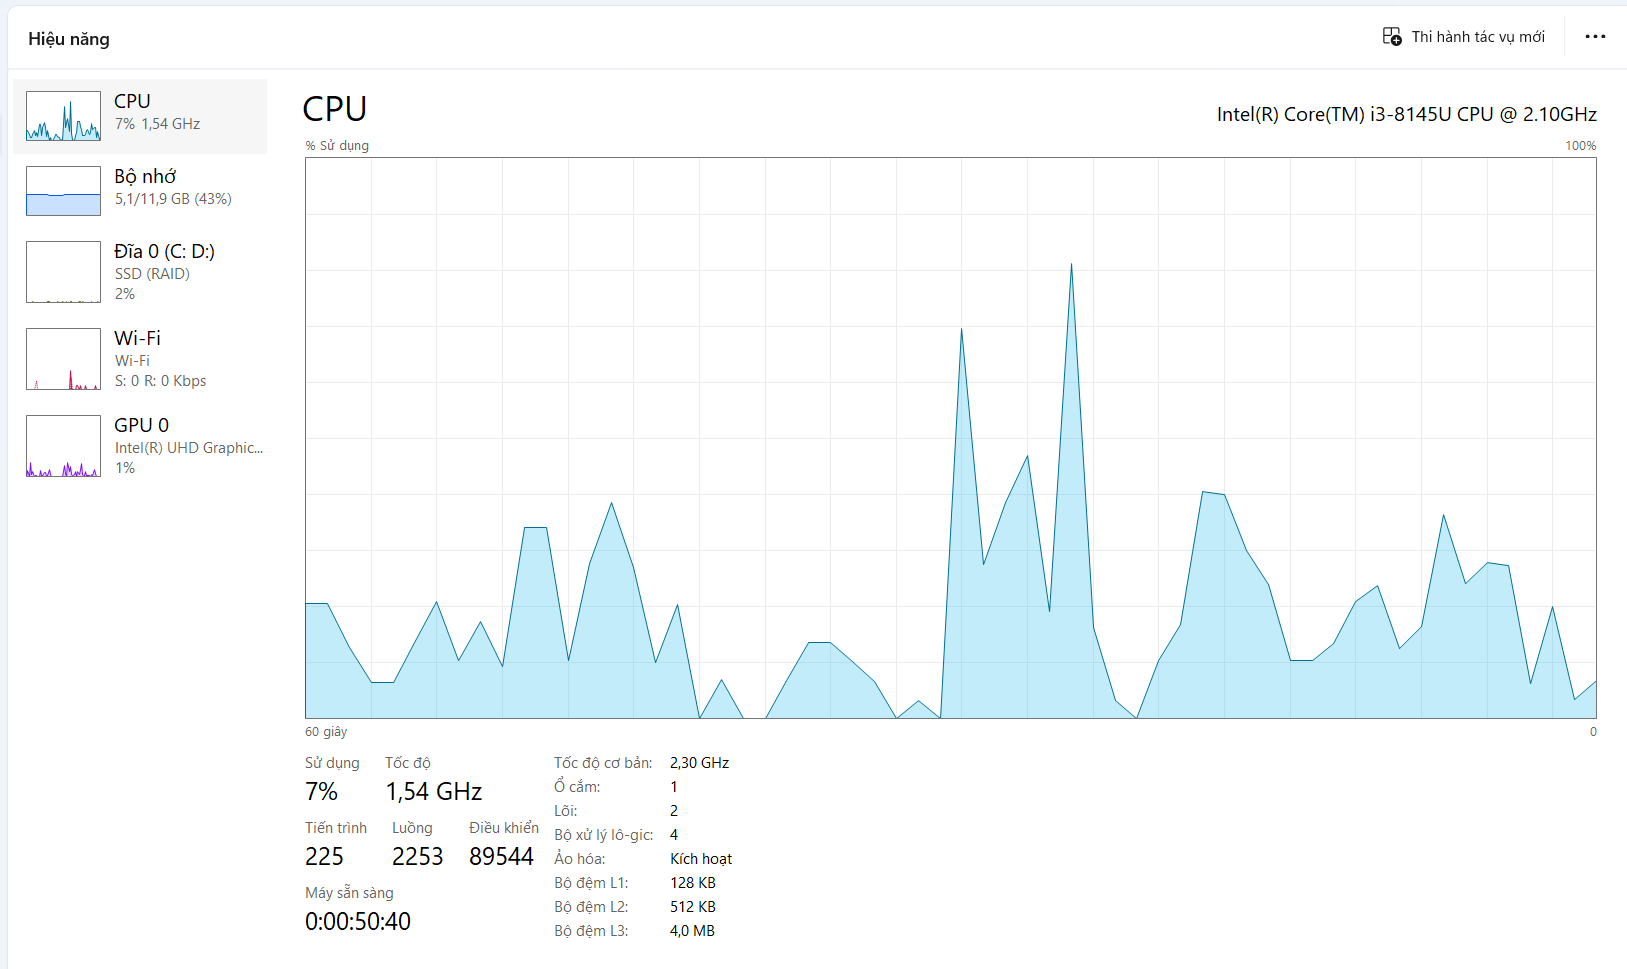 Hiệu năng
Thi hành tác vụ mới
CPU
7% 1,54 GHz
Bộ nhớ
5,1/11,9 GB (43%)
Đĩa 0 (C: D:)
SSD (RAID)
2%
Wi-Fi
Wi-Fi
S: 0 R: 0 Kbps
GPU 0
Intel(R) UHD Graphic...
1%
CPU
Intel(R) Core(TM) i3-8145U CPU @ 2.10GHz
% Sử dụng
100%
60 giây
0
Sử dụng
Tốc độ
7%
1,54 GHz
Tiến trình
Luồng
Điều khiển
225
2253
89544
Máy sẵn sàng
0:00:50:40
Tốc độ cơ bản: 2,30 GHz
Ổ cắm: 1
Lõi: 2
Bộ xử lý lô-gic: 4
Ảo hóa: Kích hoạt
Bộ đệm L1: 128 KB
Bộ đệm L2: 512 KB
Bộ đệm L3: 4,0 MB